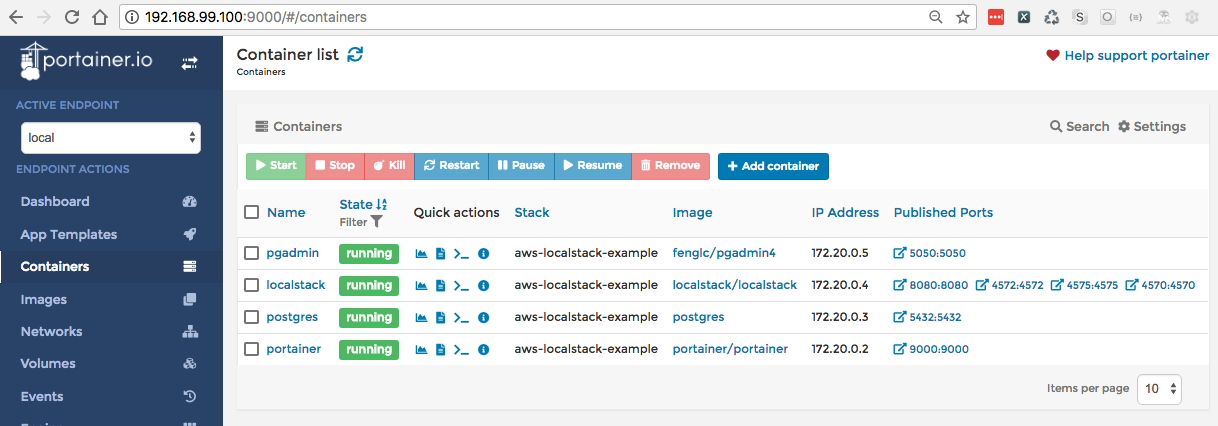 192.168.99.100:9000/#/containers
portainer.io
Container list
Containers
Help support portainer
ACTIVE ENDPOINT
local
ENDPOINT ACTIONS
Dashboard
App Templates
Containers
Images
Networks
Volumes
Events
Containers
Search Settings
Start Stop Kill Restart Pause Resume Remove + Add container
Name State Filter Quick actions Stack Image IP Address Published Ports
pgadmin running aws-localstack-example fenglc/pgadmin4 172.20.0.5 5050:5050
localstack running aws-localstack-example localstack/localstack 172.20.0.4 8080:8080 4572:4572 4575:4575 4570:4570
postgres running aws-localstack-example postgres 172.20.0.3 5432:5432
portainer running aws-localstack-example portainer/portainer 172.20.0.2 9000:9000
Items per page 10